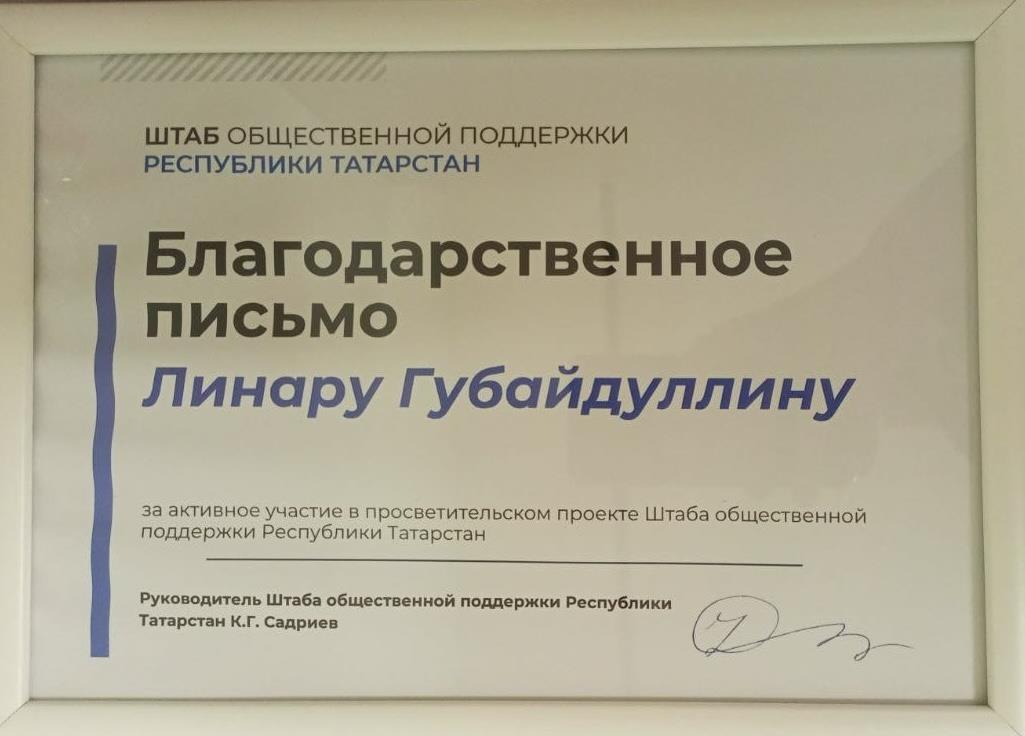 ШТАБ ОБЩЕСТВЕННОЙ ПОДДЕРЖКИ
РЕСПУБЛИКИ ТАТАРСТАН
Благодарственное
письмо
Линару Губайдуллину
за активное участие в просветительском проекте Штаба общественной
поддержки Республики Татарстан
Руководитель Штаба общественной поддержки Республики
Татарстан К.Г. Садриев